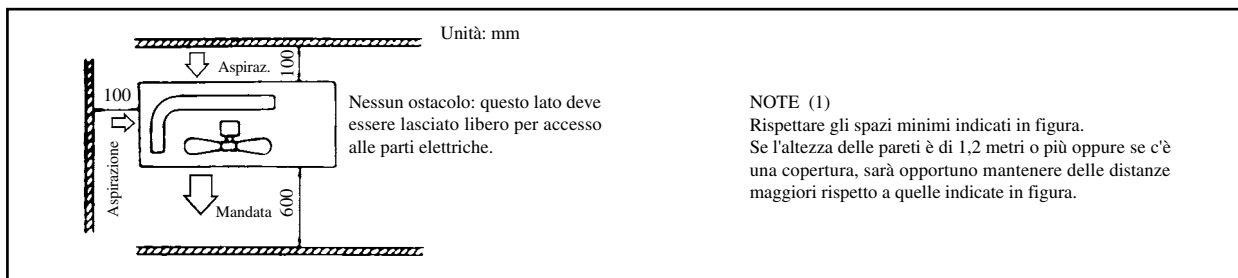 Unità: mm
Aspiraz.
100
100
Aspirazione
Nessun ostacolo: questo lato deve
essere lasciato libero per accesso
alle parti elettriche.
Mandata
600
NOTE (1)
Rispettare gli spazi minimi indicati in figura.
Se l'altezza delle pareti è di 1,2 metri o più oppure se c'è
una copertura, sarà opportuno mantenere delle distanze
maggiori rispetto a quelle indicate in figura.